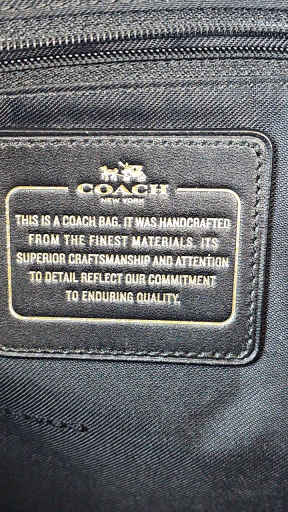 COACH
NEW YORK
THIS IS A COACH BAG. IT WAS HANDCRAFTED
FROM THE FINEST MATERIALS. ITS
SUPERIOR CRAFTSMANSHIP AND ATTENTION
TO DETAIL REFLECT OUR COMMITMENT
TO ENDURING QUALITY.